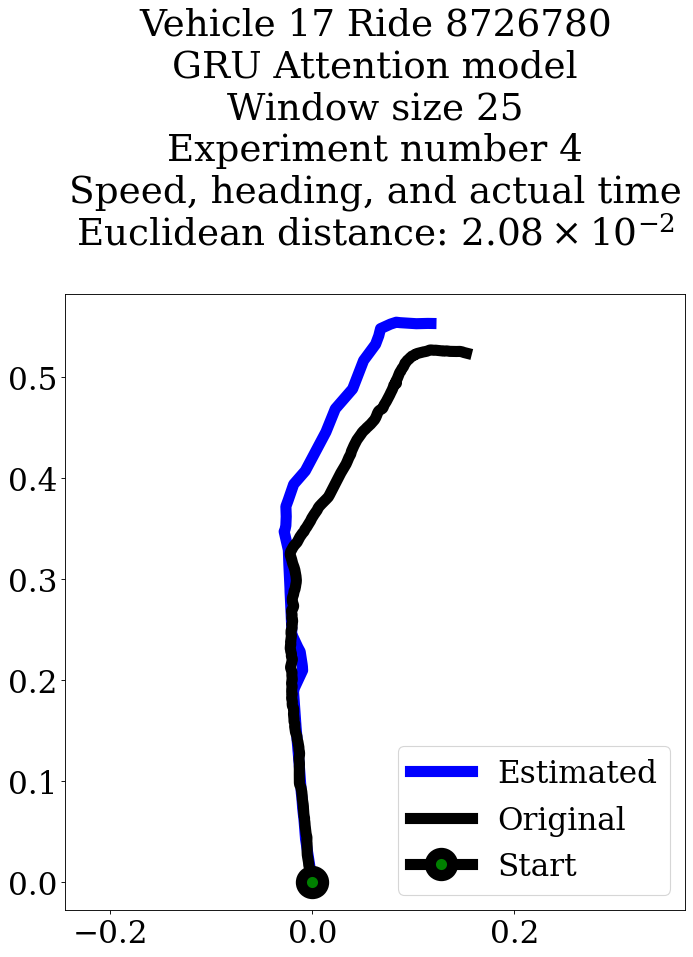 Vehicle 17 Ride 8726780
GRU Attention model
Window size 25
Experiment number 4
Speed, heading, and actual time
Euclidean distance: 2.08 × 10⁻²
0.5
0.4
0.3
0.2
0.1
0.0
Estimated
Original
Start
−0.2 0.0 0.2